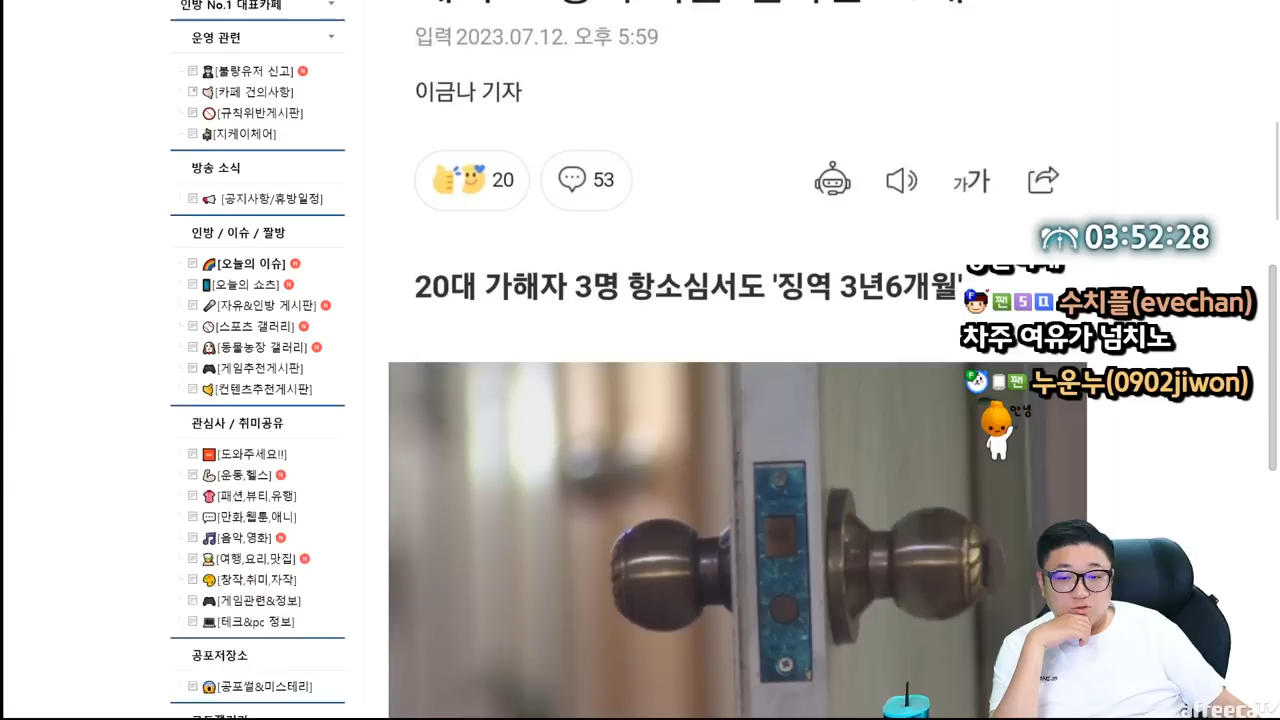 인방 No.1 대표카페
운영 관련
[불량유저 신고]
[카페 건의사항]
[규칙위반게시판]
[지케이체어]
방송 소식
[공지사항/휴방일정]
인방 / 이슈 / 짤방
[오늘의 이슈]
[오늘의 쇼츠]
[자유&인방 게시판]
[스포츠 갤러리]
[동물농장 갤러리]
[게임추천게시판]
[컨텐츠추천게시판]
관심사 / 취미공유
[도와주세요!!]
[운동,헬스]
[패션,뷰티,유행]
[만화,웹툰,애니]
[음악,영화]
[여행,요리,맛집]
[창작,취미,자작]
[게임관련&정보]
[테크&pc 정보]
공포저장소
[공포썰&미스테리]
입력 2023.07.12. 오후 5:59
이금나 기자
20
53
가가
20대 가해자 3명 항소심서도 '징역 3년6개월'
03:52:28
수치플(evechan)
차주 여유가 넘치노
누운누(0902jiwon)
안녕
afreecaTV